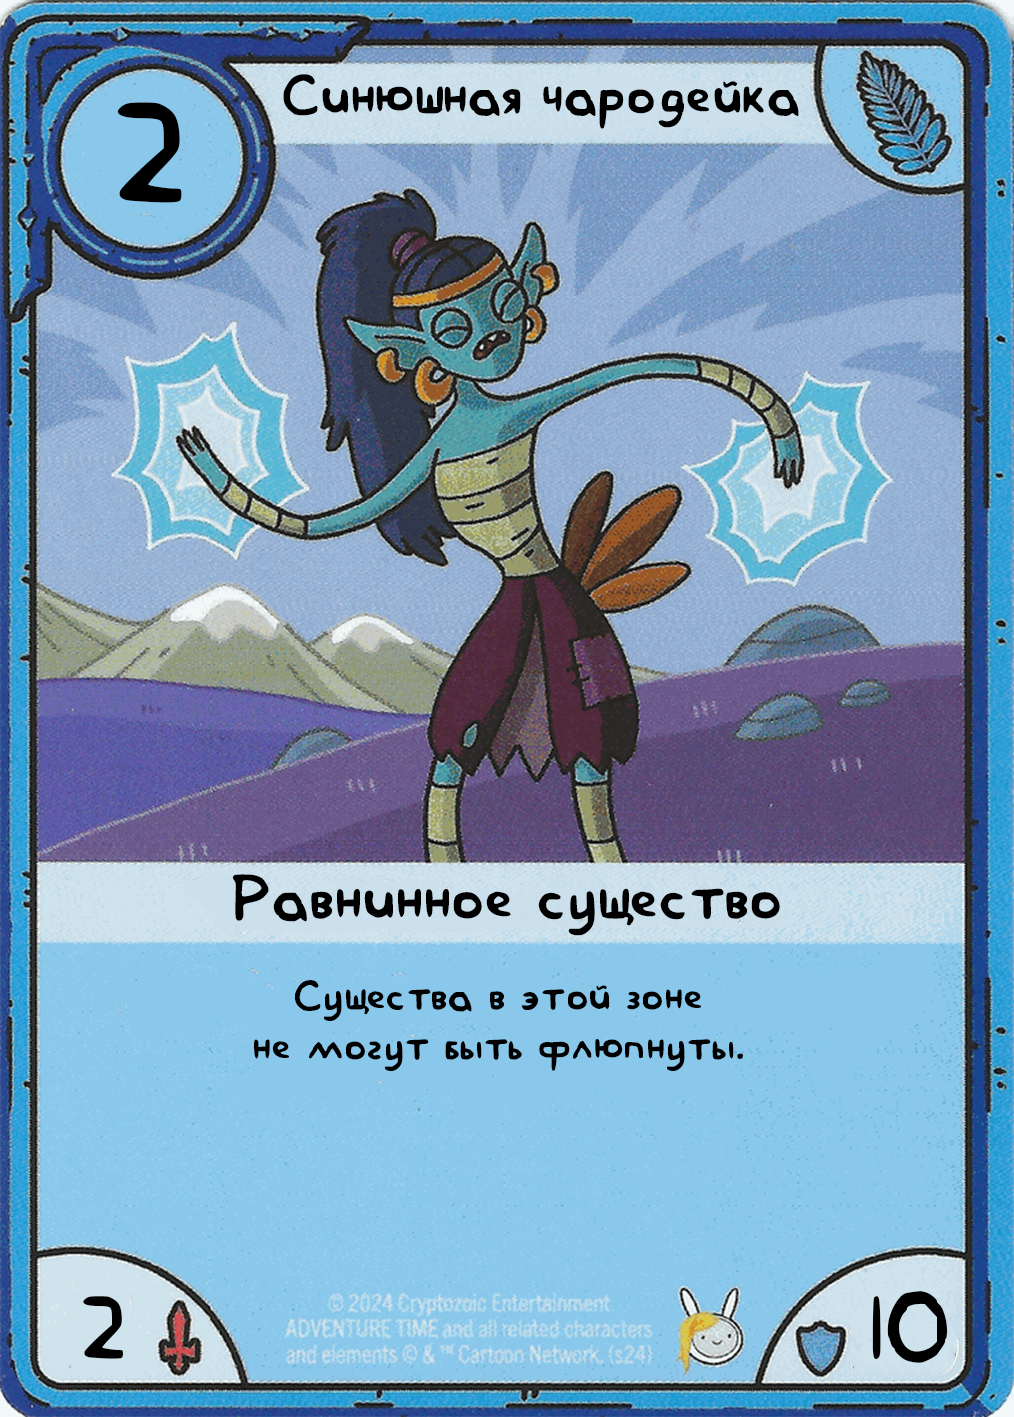 2
Синюшная чародейка
Равнинное существо
Существа в этой зоне
не могут быть флюпнуты.
2
10
© 2024 Cryptozoic Entertainment
ADVENTURE TIME and all related characters
and elements © & ™ Cartoon Network. (s24)